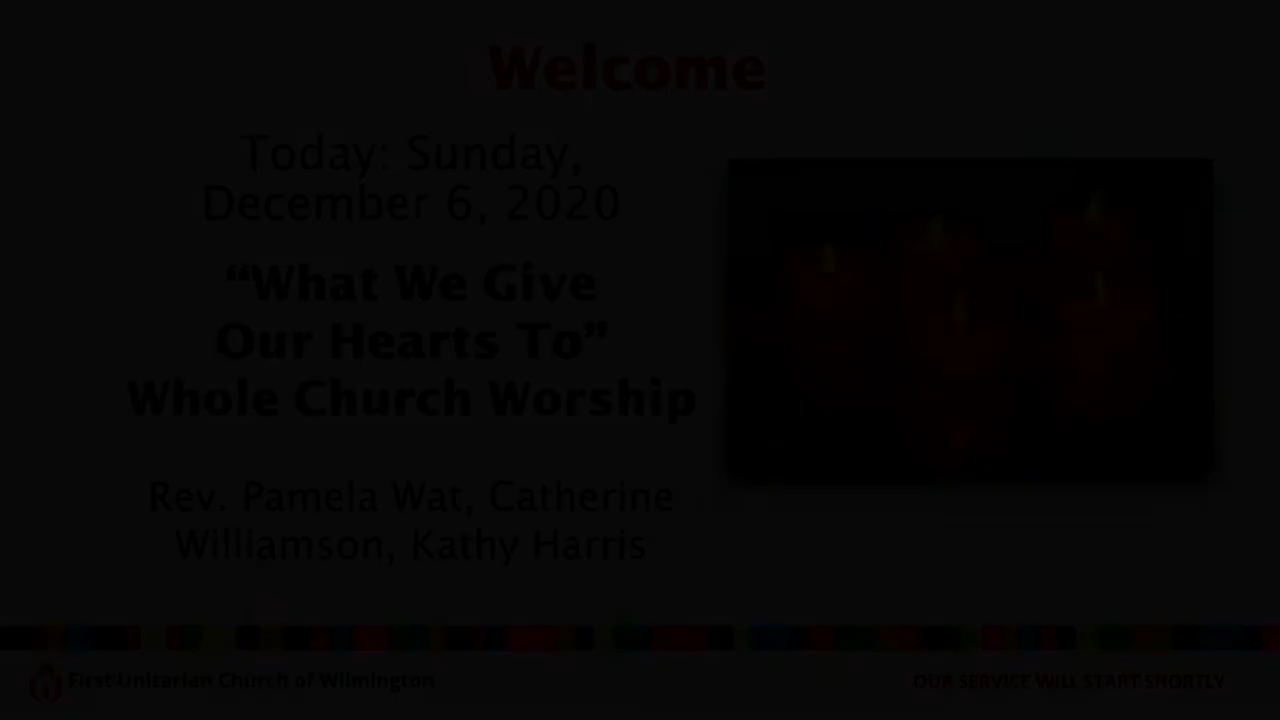 Welcome
Today: Sunday,
December 6, 2020
“What We Give
Our Hearts To”
Whole Church Worship
Rev. Pamela Wat, Catherine
Williamson, Kathy Harris
First Unitarian Church of Wilmington
OUR SERVICE WILL START SHORTLY